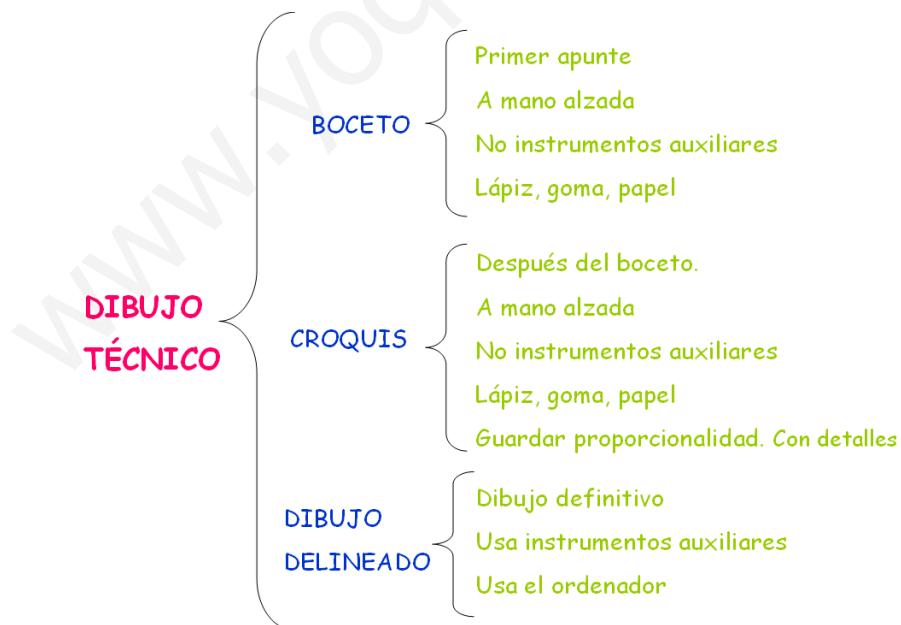 www.yoq
DIBUJO
TÉCNICO
BOCETO
Primer apunte
A mano alzada
No instrumentos auxiliares
Lápiz, goma, papel
CROQUIS
Después del boceto.
A mano alzada
No instrumentos auxiliares
Lápiz, goma, papel
Guardar proporcionalidad. Con detalles
DIBUJO
DELINEADO
Dibujo definitivo
Usa instrumentos auxiliares
Usa el ordenador